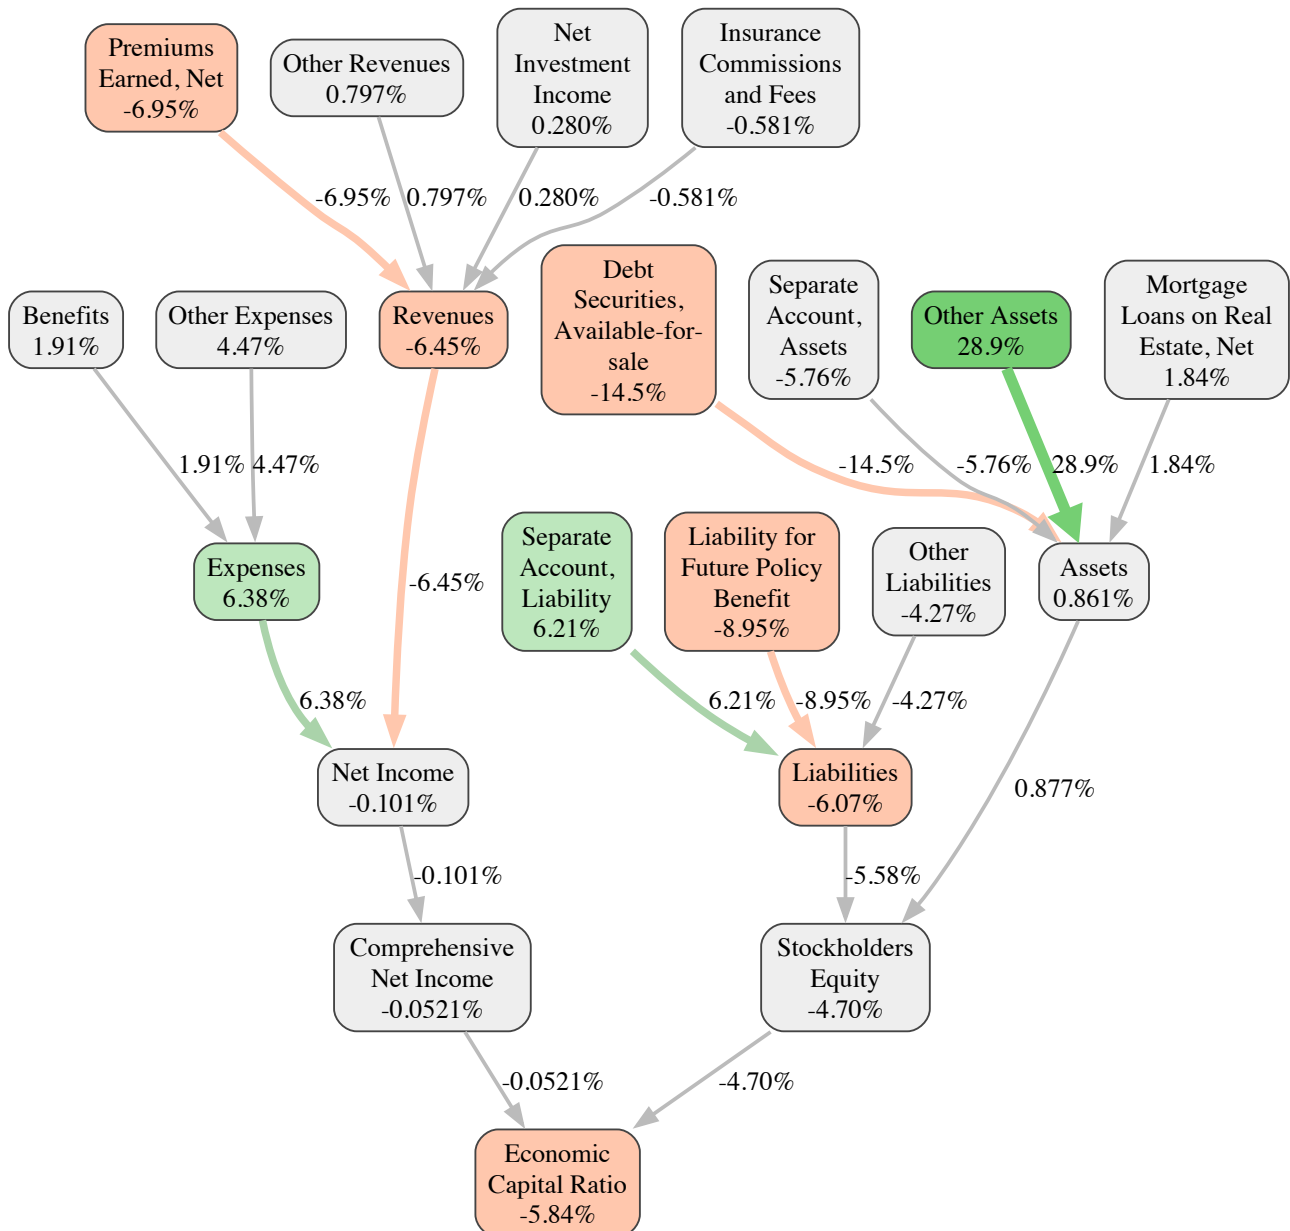 Premiums
Earned, Net
-6.95%
Other Revenues
0.797%
Net
Investment
Income
0.280%
Insurance
Commissions
and Fees
-0.581%
-6.95%
0.797%
0.280%
-0.581%
Benefits
1.91%
Other Expenses
4.47%
Revenues
-6.45%
Debt
Securities,
Available-for-
sale
-14.5%
Separate
Account,
Assets
-5.76%
Other Assets
28.9%
Mortgage
Loans on Real
Estate, Net
1.84%
1.91%
4.47%
-14.5%
-5.76%
28.9%
1.84%
Expenses
6.38%
-6.45%
Separate
Account,
Liability
6.21%
Liability for
Future Policy
Benefit
-8.95%
Other
Liabilities
-4.27%
Assets
0.861%
6.38%
6.21%
-8.95%
-4.27%
Net Income
-0.101%
Liabilities
-6.07%
0.877%
-0.101%
-5.58%
Comprehensive
Net Income
-0.0521%
Stockholders
Equity
-4.70%
-0.0521%
-4.70%
Economic
Capital Ratio
-5.84%